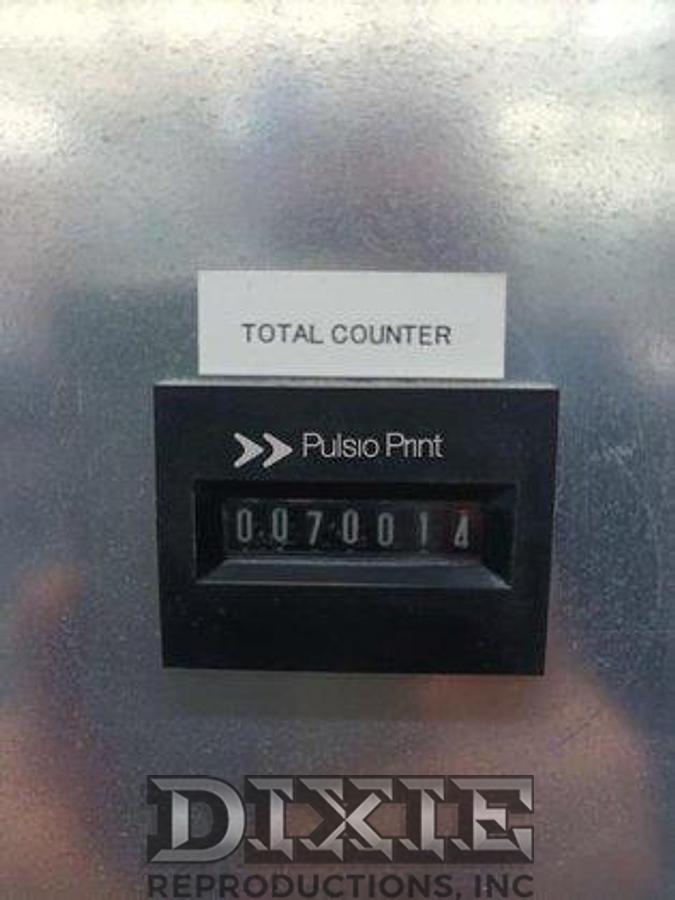 TOTAL COUNTER
Pulsio Print
0070014
DIXIE
REPRODUCTIONS, INC